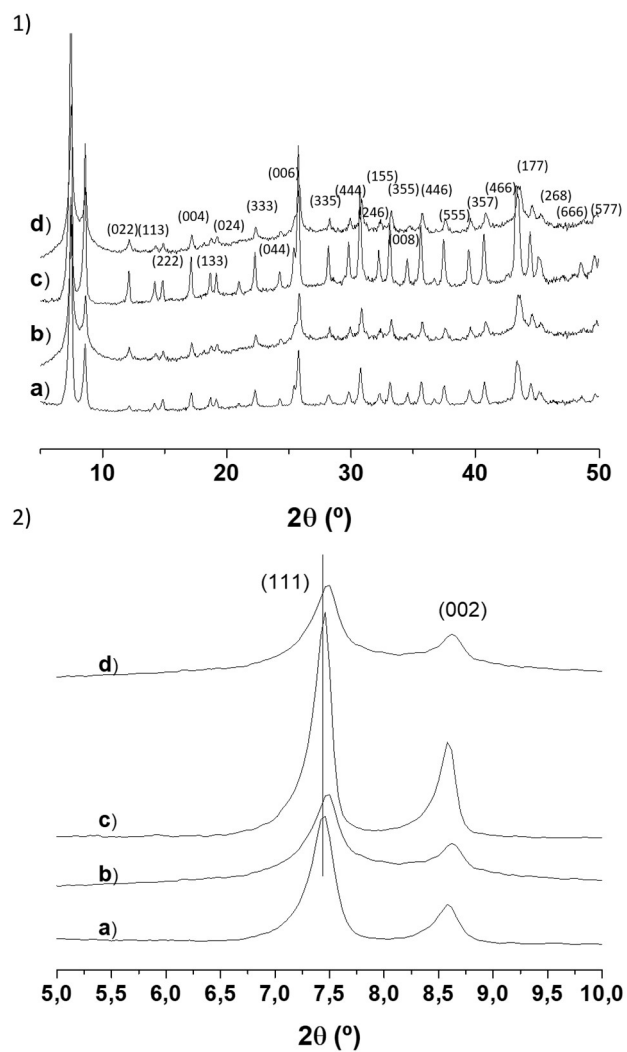 1)
(177)
(155)
(006)
(444)
(355)
(446)
(466)
(335)
(357)
(268)
(333)
(004)
(246)
(555)
(666)
(577)
d)
(022)
(113)
(024)
(008)
(044)
(222)
(133)
c)
b)
a)
10 20 30 40 50
2θ (º)
2)
(111)
(002)
d)
c)
b)
a)
5,0 5,5 6,0 6,5 7,0 7,5 8,0 8,5 9,0 9,5 10,0
2θ (º)